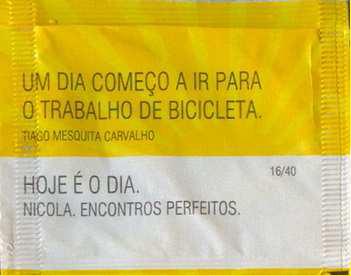 UM DIA COMEÇO A IR PARA
O TRABALHO DE BICICLETA.
TIAGO MESQUITA CARVALHO
16/40
HOJE É O DIA.
NICOLA. ENCONTROS PERFEITOS.